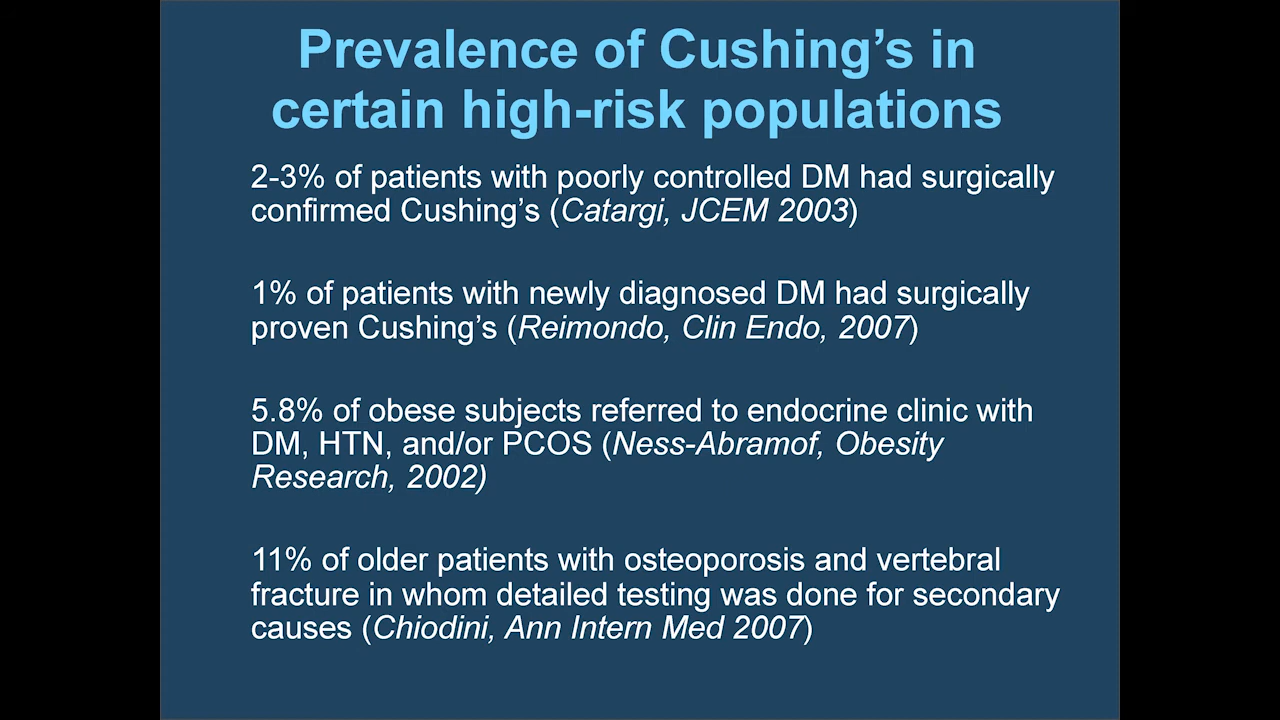 Prevalence of Cushing’s in
certain high-risk populations
2-3% of patients with poorly controlled DM had surgically
confirmed Cushing’s (Catargi, JCEM 2003)
1% of patients with newly diagnosed DM had surgically
proven Cushing’s (Reimondo, Clin Endo, 2007)
5.8% of obese subjects referred to endocrine clinic with
DM, HTN, and/or PCOS (Ness-Abramof, Obesity
Research, 2002)
11% of older patients with osteoporosis and vertebral
fracture in whom detailed testing was done for secondary
causes (Chiodini, Ann Intern Med 2007)